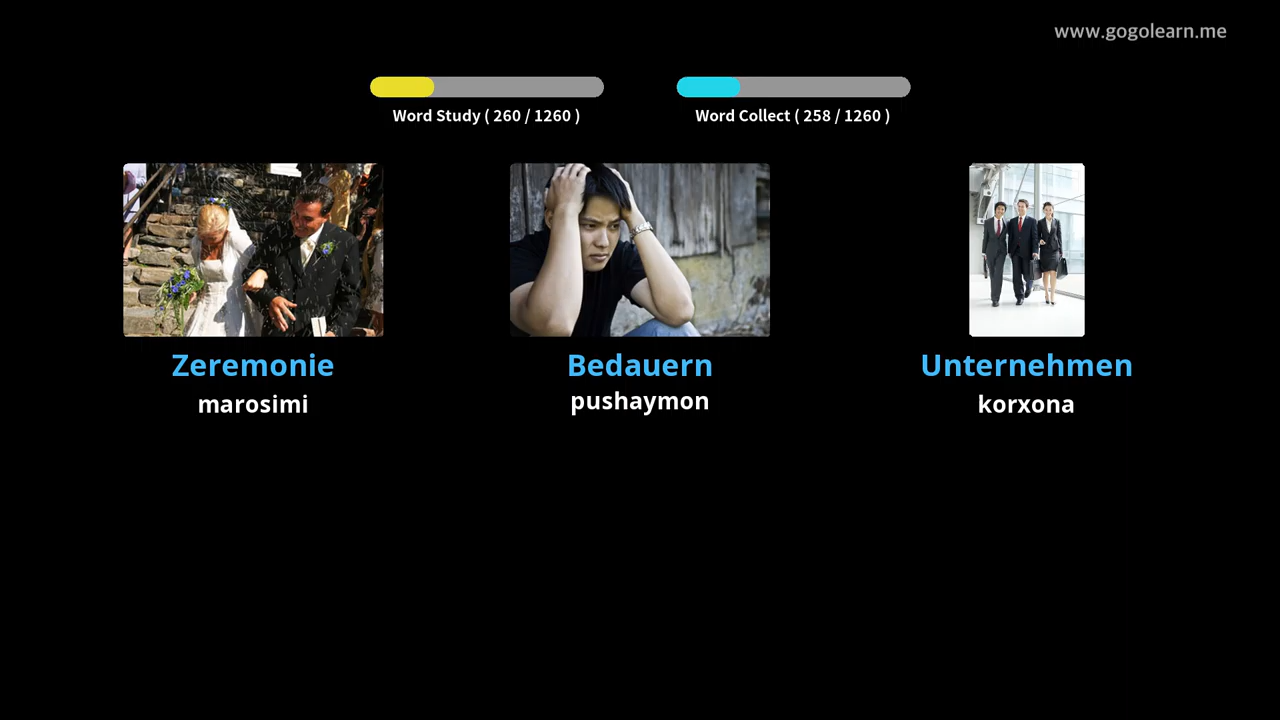 www.gogolearn.me
Word Study ( 260 / 1260 )
Word Collect ( 258 / 1260 )
Zeremonie
marosimi
Bedauern
pushaymon
Unternehmen
korxona